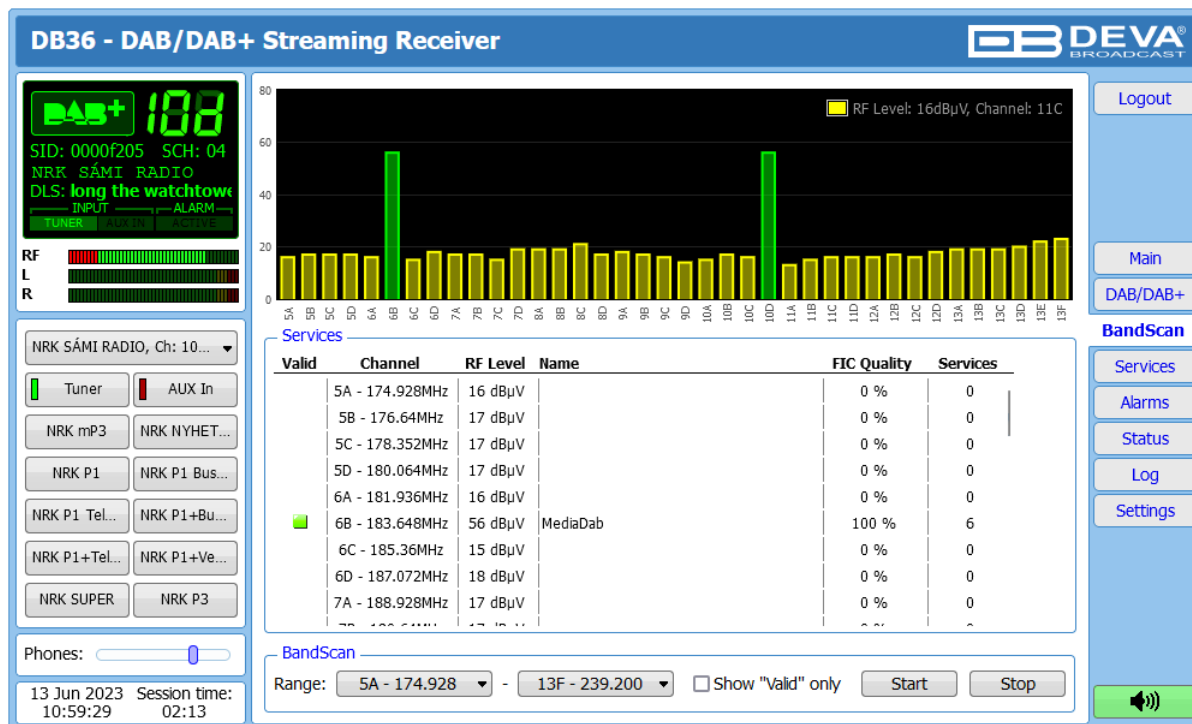 DB36 - DAB/DAB+ Streaming Receiver
DEVA®
BROADCAST
DAB+ 10d
SID: 0000f205 SCH: 04
NRK SÁMI RADIO
DLS: long the watchtowe
INPUT ALARM
TUNER AUX IN ACTIVE
RF
L
R
NRK SÁMI RADIO, Ch: 10...
Tuner AUX In
NRK mP3 NRK NYHET...
NRK P1 NRK P1 Bus...
NRK P1 Tel... NRK P1+Bu...
NRK P1+Tel... NRK P1+Ve...
NRK SUPER NRK P3
Phones:
13 Jun 2023 Session time:
10:59:29 02:13
RF Level: 16dBµV, Channel: 11C
80
60
40
20
0
5A 5B 5C 5D 6A 6B 6C 6D 7A 7B 7C 7D 8A 8B 8C 8D 9A 9B 9C 9D 10A 10B 10C 10D 11A 11B 11C 11D 12A 12B 12C 12D 13A 13B 13C 13D 13E 13F
Services
Valid Channel RF Level Name FIC Quality Services
5A - 174.928MHz 16 dBµV 0 % 0
5B - 176.64MHz 17 dBµV 0 % 0
5C - 178.352MHz 17 dBµV 0 % 0
5D - 180.064MHz 17 dBµV 0 % 0
6A - 181.936MHz 16 dBµV 0 % 0
6B - 183.648MHz 56 dBµV MediaDab 100 % 6
6C - 185.36MHz 15 dBµV 0 % 0
6D - 187.072MHz 18 dBµV 0 % 0
7A - 188.928MHz 17 dBµV 0 % 0
BandScan
Range: 5A - 174.928 - 13F - 239.200 Show "Valid" only Start Stop
Logout
Main
DAB/DAB+
BandScan
Services
Alarms
Status
Log
Settings